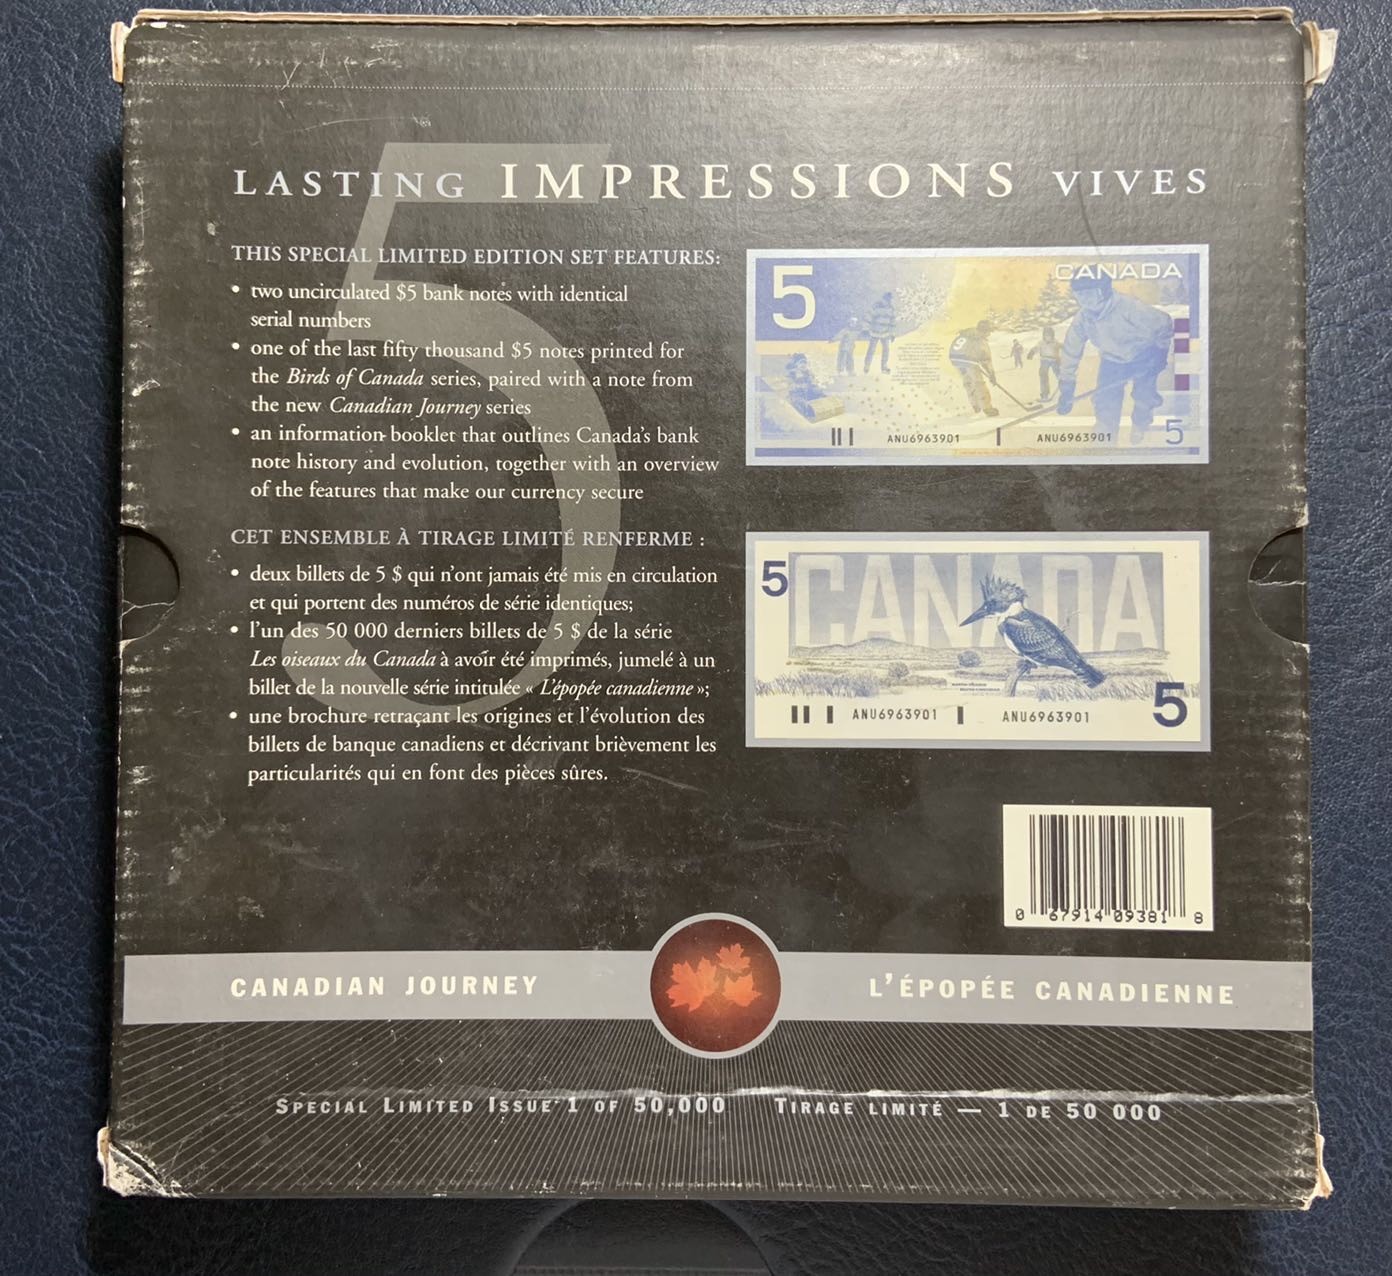 LASTING IMPRESSIONS VIVES
THIS SPECIAL LIMITED EDITION SET FEATURES:
• two uncirculated $5 bank notes with identical
serial numbers
• one of the last fifty thousand $5 notes printed for
the Birds of Canada series, paired with a note from
the new Canadian Journey series
• an information booklet that outlines Canada's bank
note history and evolution, together with an overview
of the features that make our currency secure
CET ENSEMBLE À TIRAGE LIMITÉ RENFERME :
• deux billets de 5 $ qui n'ont jamais été mis en circulation
et qui portent des numéros de série identiques;
• l'un des 50 000 derniers billets de 5 $ de la série
Les oiseaux du Canada à avoir été imprimés, jumelé à un
billet de la nouvelle série intitulée « L'épopée canadienne »;
• une brochure retraçant les origines et l'évolution des
billets de banque canadiens et décrivant brièvement les
particularités qui en font des pièces sûres.
5
5 CANADA
9
ANU6963901 ANU6963901 5
5 CANADA
ANU6963901 ANU6963901 5
0 67914 09381 8
CANADIAN JOURNEY
L'ÉPOPÉE CANADIENNE
SPECIAL LIMITED ISSUE 1 OF 50,000 TIRAGE LIMITÉ — 1 DE 50 000